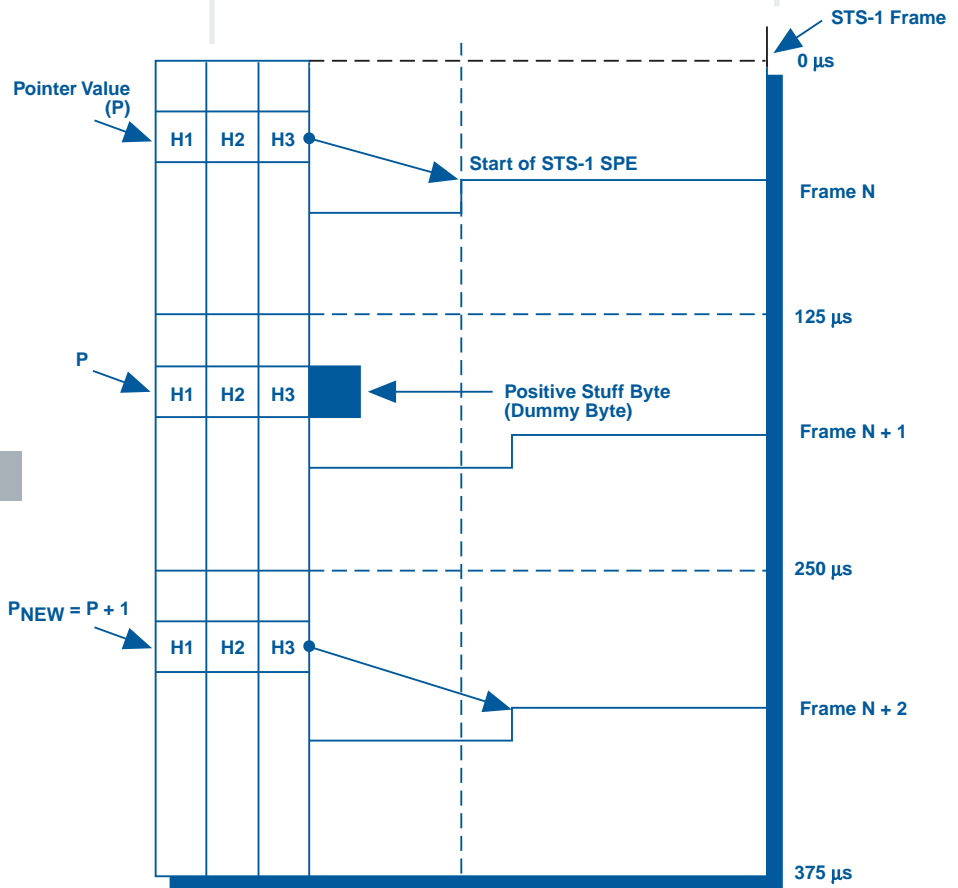 STS-1 Frame
0 µs
Pointer Value
(P)
H1 H2 H3
Start of STS-1 SPE
Frame N
125 µs
P
H1 H2 H3
Positive Stuff Byte
(Dummy Byte)
Frame N + 1
250 µs
PNEW = P + 1
H1 H2 H3
Frame N + 2
375 µs